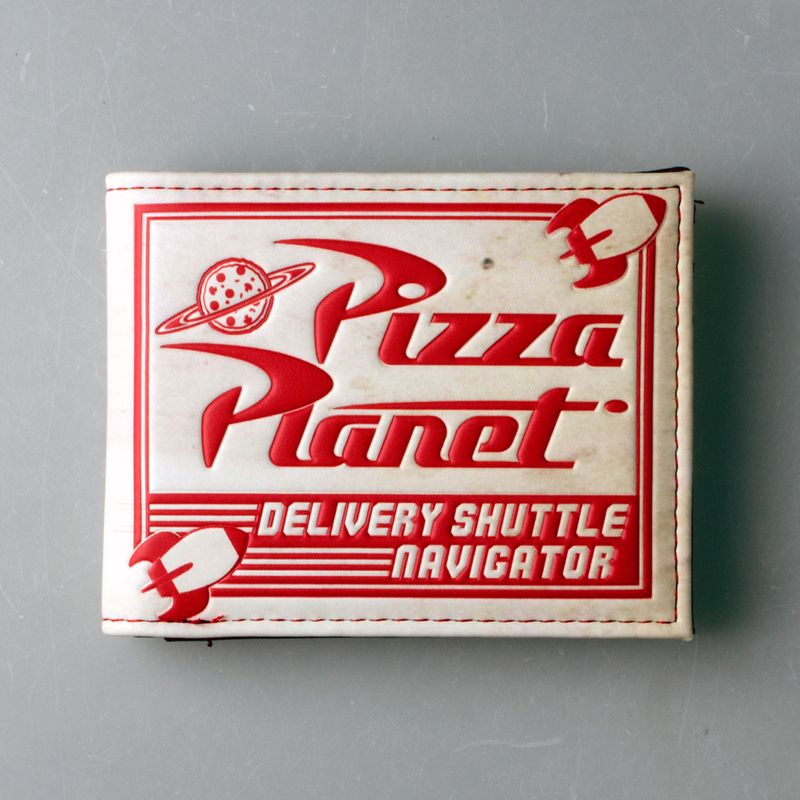 Pizza
Planet
DELIVERY SHUTTLE
NAVIGATOR